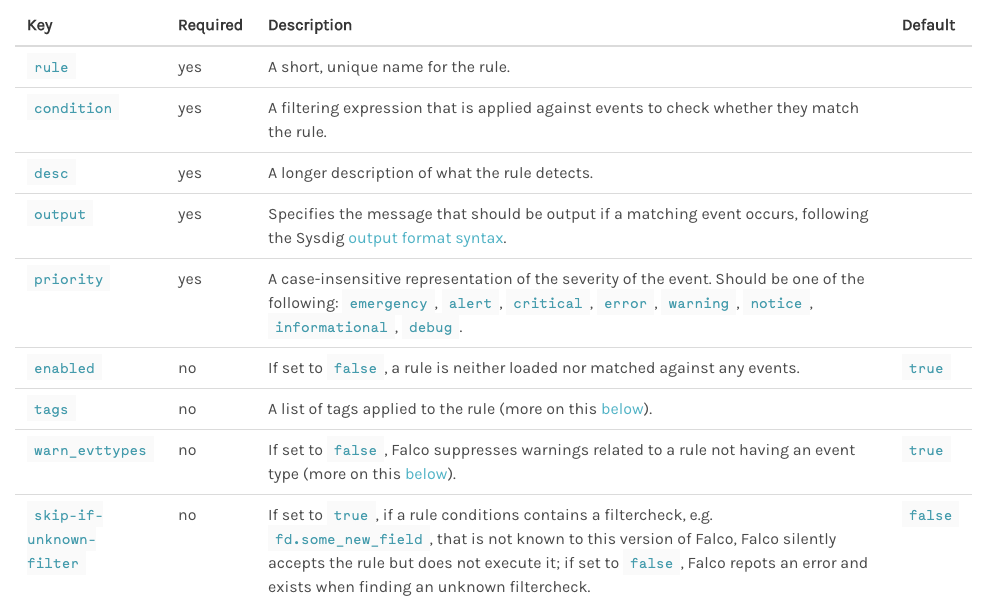 Key Required Description Default
rule yes A short, unique name for the rule.
condition yes A filtering expression that is applied against events to check whether they match
the rule.
desc yes A longer description of what the rule detects.
output yes Specifies the message that should be output if a matching event occurs, following
the Sysdig output format syntax.
priority yes A case-insensitive representation of the severity of the event. Should be one of the
following: emergency , alert , critical , error , warning , notice ,
informational , debug .
enabled no If set to false , a rule is neither loaded nor matched against any events. true
tags no A list of tags applied to the rule (more on this below).
warn_evttypes no If set to false , Falco suppresses warnings related to a rule not having an event true
type (more on this below).
skip-if- no If set to true , if a rule conditions contains a filtercheck, e.g. false
unknown- fd.some_new_field , that is not known to this version of Falco, Falco silently
filter accepts the rule but does not execute it; if set to false , Falco repots an error and
exists when finding an unknown filtercheck.